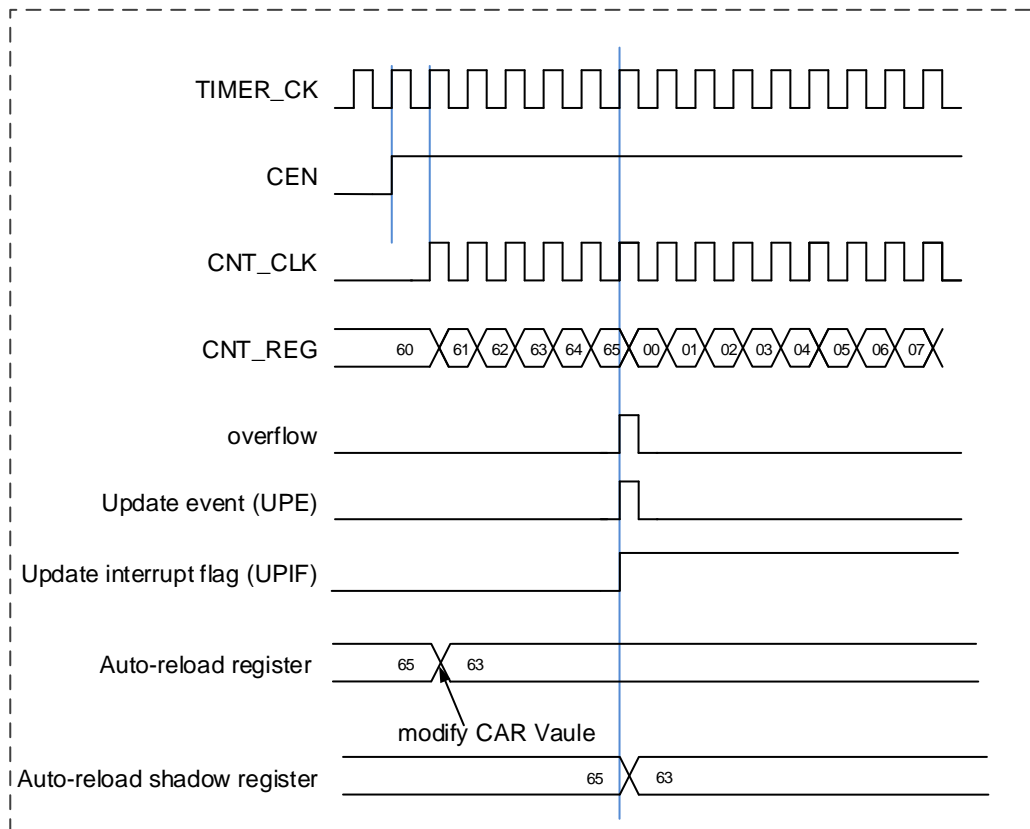 TIMER_CK
CEN
CNT_CLK
CNT_REG 60 61 62 63 64 65 00 01 02 03 04 05 06 07
overflow
Update event (UPE)
Update interrupt flag (UPIF)
Auto-reload register 65 63
modify CAR Vaule
Auto-reload shadow register 65 63